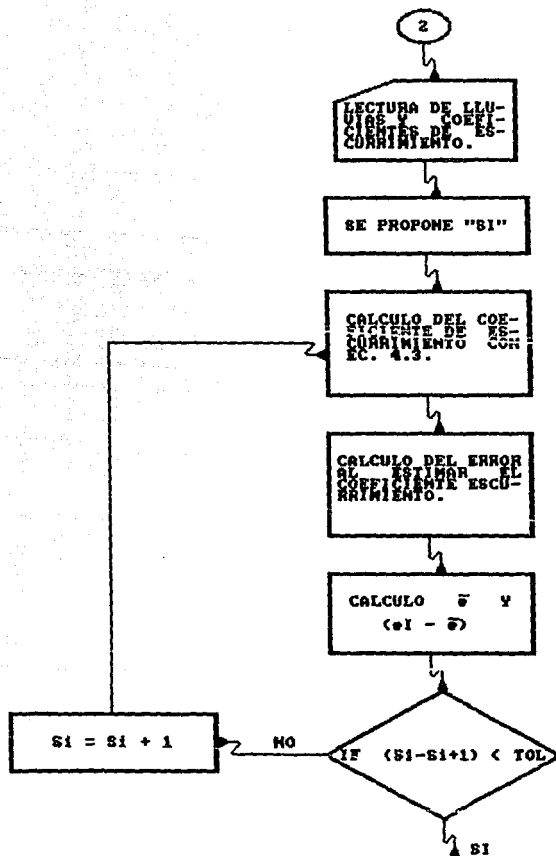 2
LECTURA DE LLU-
VIAS Y COEFI-
CIENTES DE ES-
CURRIMIENTO.
SE PROPONE "SI"
CALCULO DEL COE-
FICIENTE DE ES-
CURRIMIENTO CON
EC. 4.3.
CALCULO DEL ERROR
AL ESTIMAR EL
COEFICIENTE ESCU-
RRIMIENTO.
CALCULO ē Y
(eI - ē)
IF (Si-Si+1) < TOL
NO
Si = Si + 1
SI